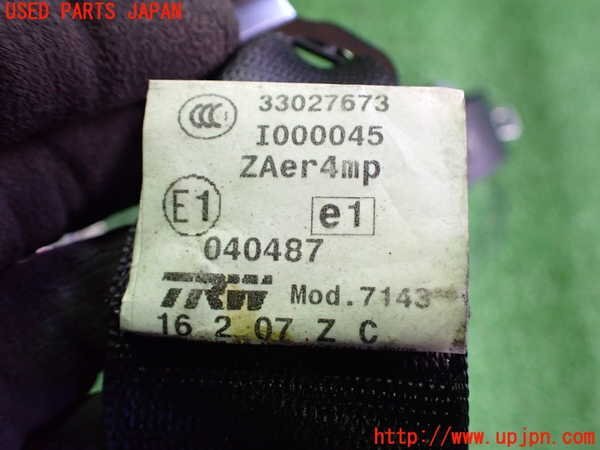 USED PARTS JAPAN
CCC 33027673
I000045
ZAer4mp
E1 e1
040487
TRW Mod.7143
16 2 07 Z C
http://www.upjpn.com